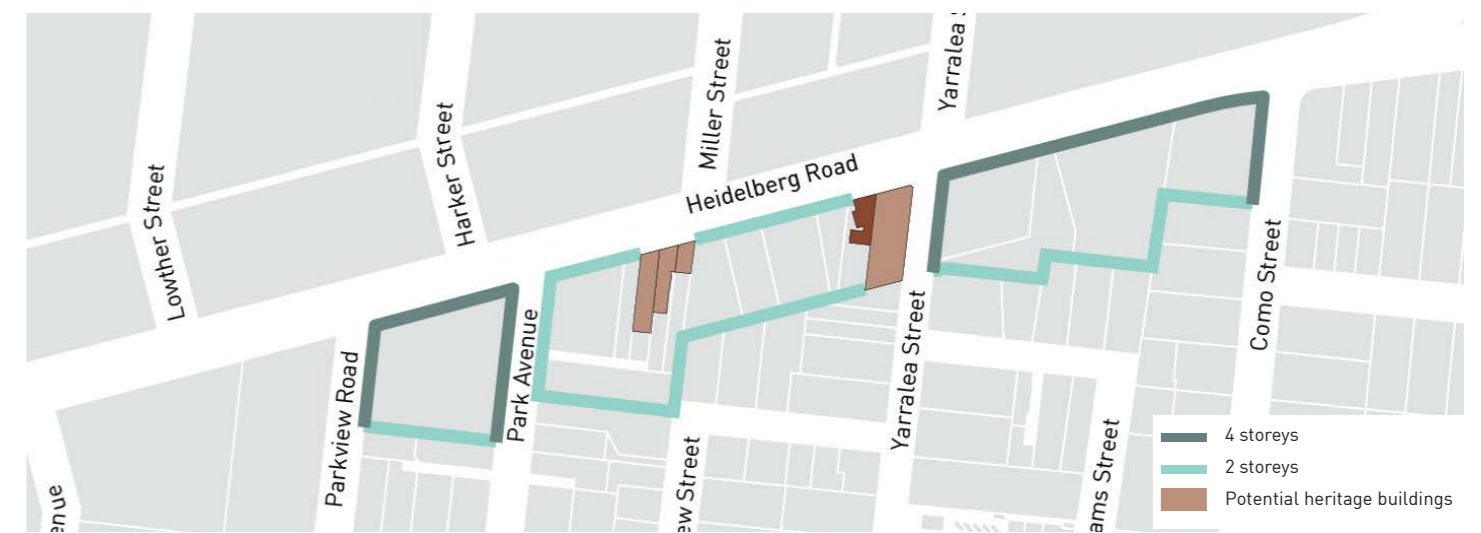 Lowther Street
Harker Street
Miller Street
Yarralea S
Heidelberg Road
Parkview Road
Park Avenue
Yarralea Street
Como Street
enue
ew Street
ams Street
4 storeys
2 storeys
Potential heritage buildings